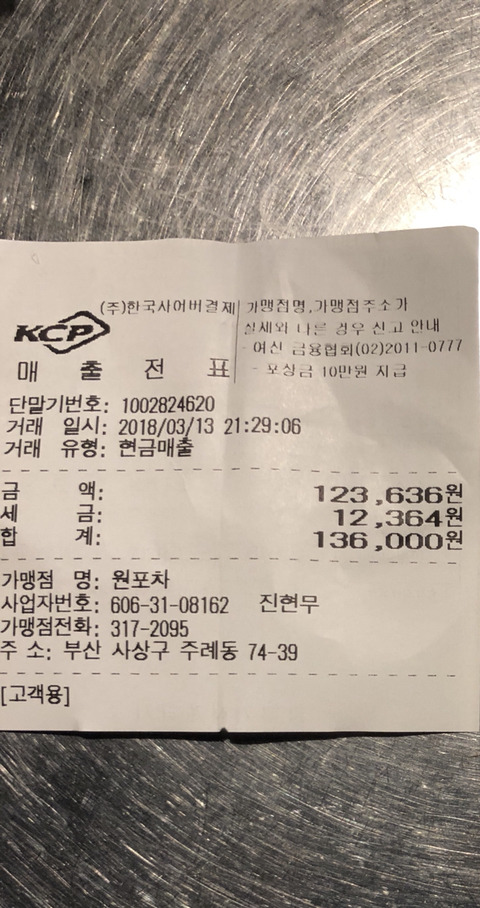 (주)한국사이버결제
KCP
매 출 전 표
가맹점명,가맹점주소가
실제와 다른 경우 신고 안내
- 여신 금융협회(02)2011-0777
- 포상금 10만원 지급
단말기번호: 1002824620
거래 일시: 2018/03/13 21:29:06
거래 유형: 현금매출
금 액: 123,636원
세 금: 12,364원
합 계: 136,000원
가맹점 명: 원포차
사업자번호: 606-31-08162 진현무
가맹점전화: 317-2095
주 소: 부산 사상구 주례동 74-39
[고객용]